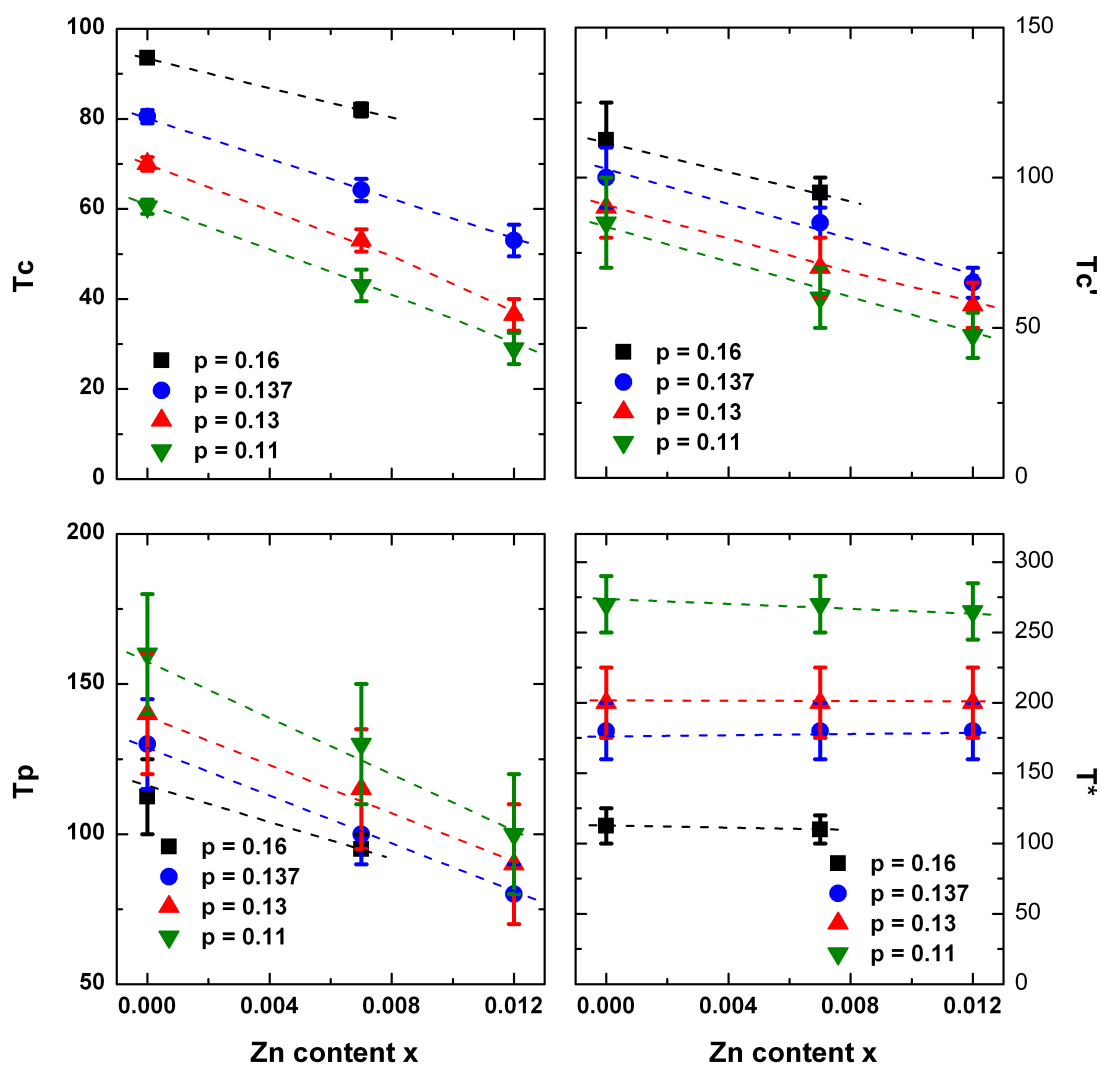 100
80
60
40
20
0
Tc
p = 0.16
p = 0.137
p = 0.13
p = 0.11
150
100
50
0
Tc'
p = 0.16
p = 0.137
p = 0.13
p = 0.11
200
150
100
50
Tp
p = 0.16
p = 0.137
p = 0.13
p = 0.11
0.000 0.004 0.008 0.012
Zn content x
300
250
200
150
100
50
0
T*
p = 0.16
p = 0.137
p = 0.13
p = 0.11
0.000 0.004 0.008 0.012
Zn content x